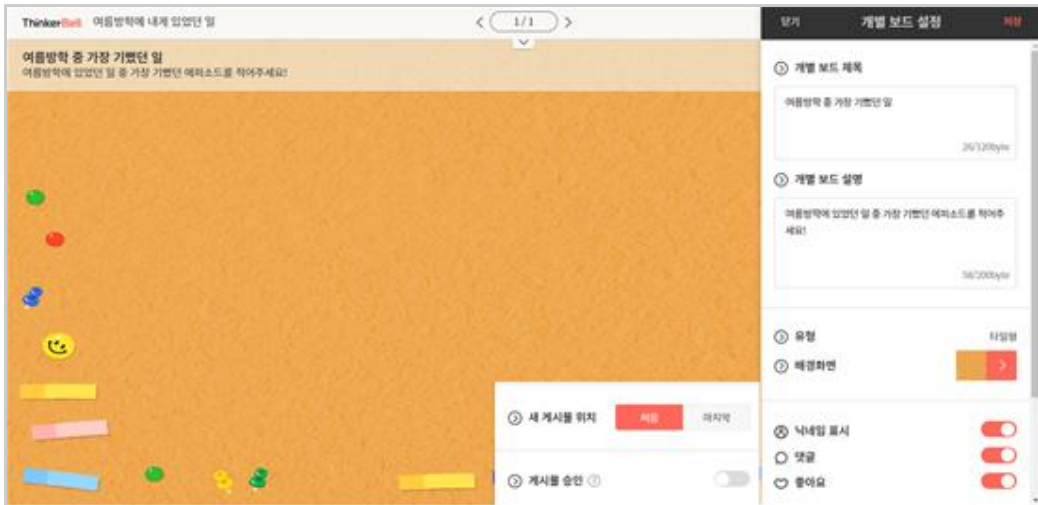 ThinkerBell 여름방학에 내게 있었던 일
< 1/1 >
여름방학 중 가장 기뻤던 일
여름방학에 있었던 일 중 가장 기뻤던 에피소드를 적어주세요!
닫기 개별 보드 설정 저장
개별 보드 제목
여름방학 중 가장 기뻤던 일
26/120byte
개별 보드 설명
여름방학에 있었던 일 중 가장 기뻤던 에피소드를 적어주
세요!
58/200byte
유형 타일형
배경화면
닉네임 표시
댓글
좋아요
새 게시물 위치 처음 마지막
게시물 승인 ?